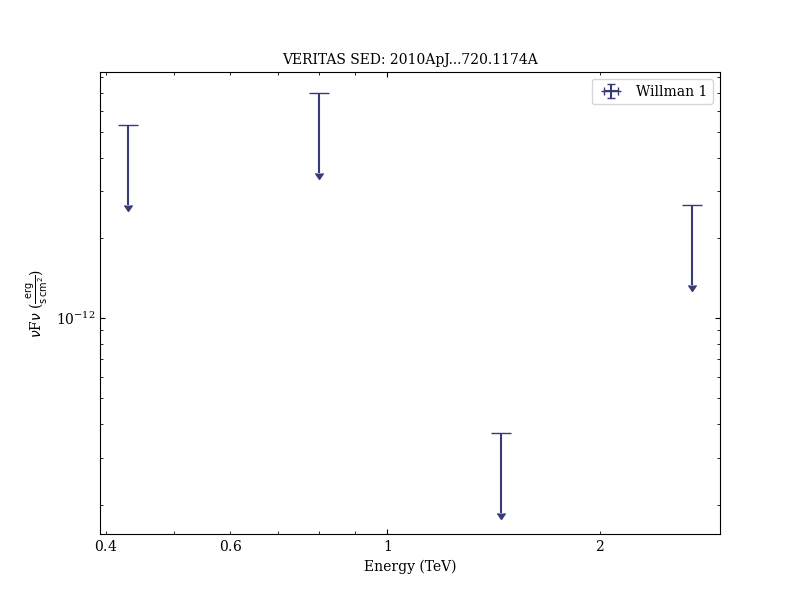 VERITAS SED: 2010ApJ...720.1174A
Willman 1
νFν (erg/s cm²)
10⁻¹²
0.4 0.6 1 2
Energy (TeV)